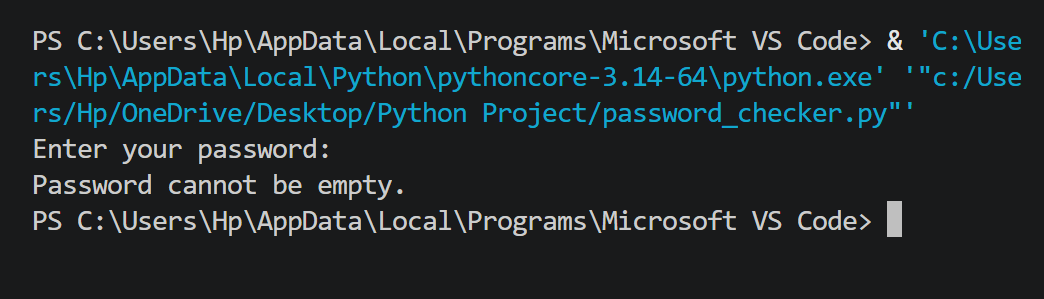 PS C:\Users\Hp\AppData\Local\Programs\Microsoft VS Code> & 'C:\Use
rs\Hp\AppData\Local\Python\pythoncore-3.14-64\python.exe' '"c:/Use
rs/Hp/OneDrive/Desktop/Python Project/password_checker.py"'
Enter your password:
Password cannot be empty.
PS C:\Users\Hp\AppData\Local\Programs\Microsoft VS Code>